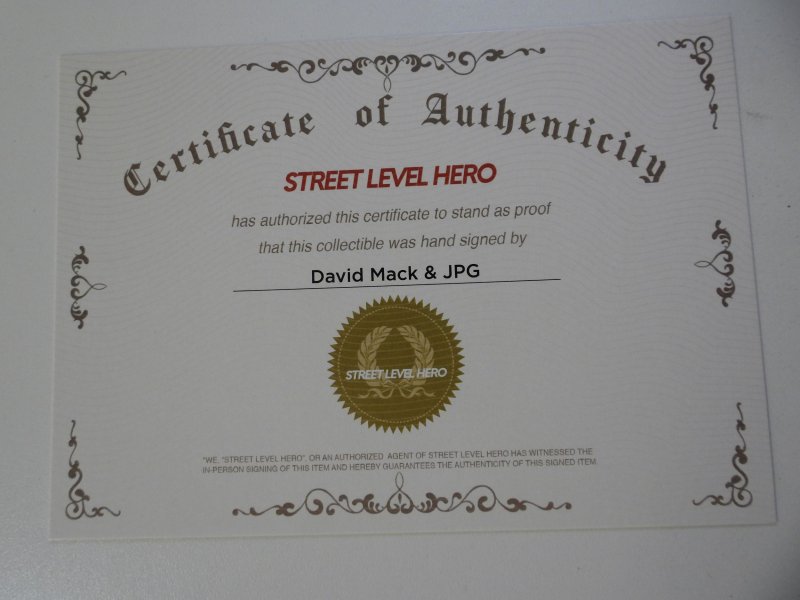 Certificate of Authenticity
STREET LEVEL HERO
has authorized this certificate to stand as proof
that this collectible was hand signed by
David Mack & JPG
STREET LEVEL HERO
"WE, "STREET LEVEL HERO", OR AN AUTHORIZED AGENT OF STREET LEVEL HERO HAS WITNESSED THE
IN-PERSON SIGNING OF THIS ITEM AND HEREBY GUARANTEES THE AUTHENTICITY OF THIS SIGNED ITEM.